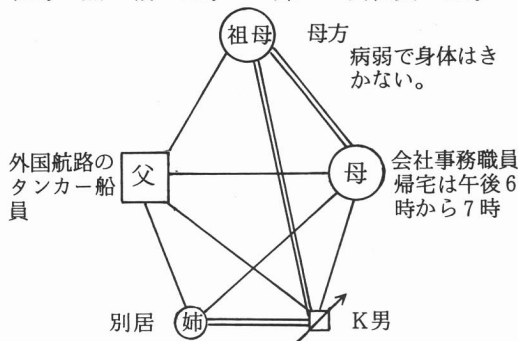 祖母
母方
病弱で身体はき
かない。
外国航路の
タンカー船
員
父
母
会社事務職員
帰宅は午後6
時から7時
別居
姉
K男